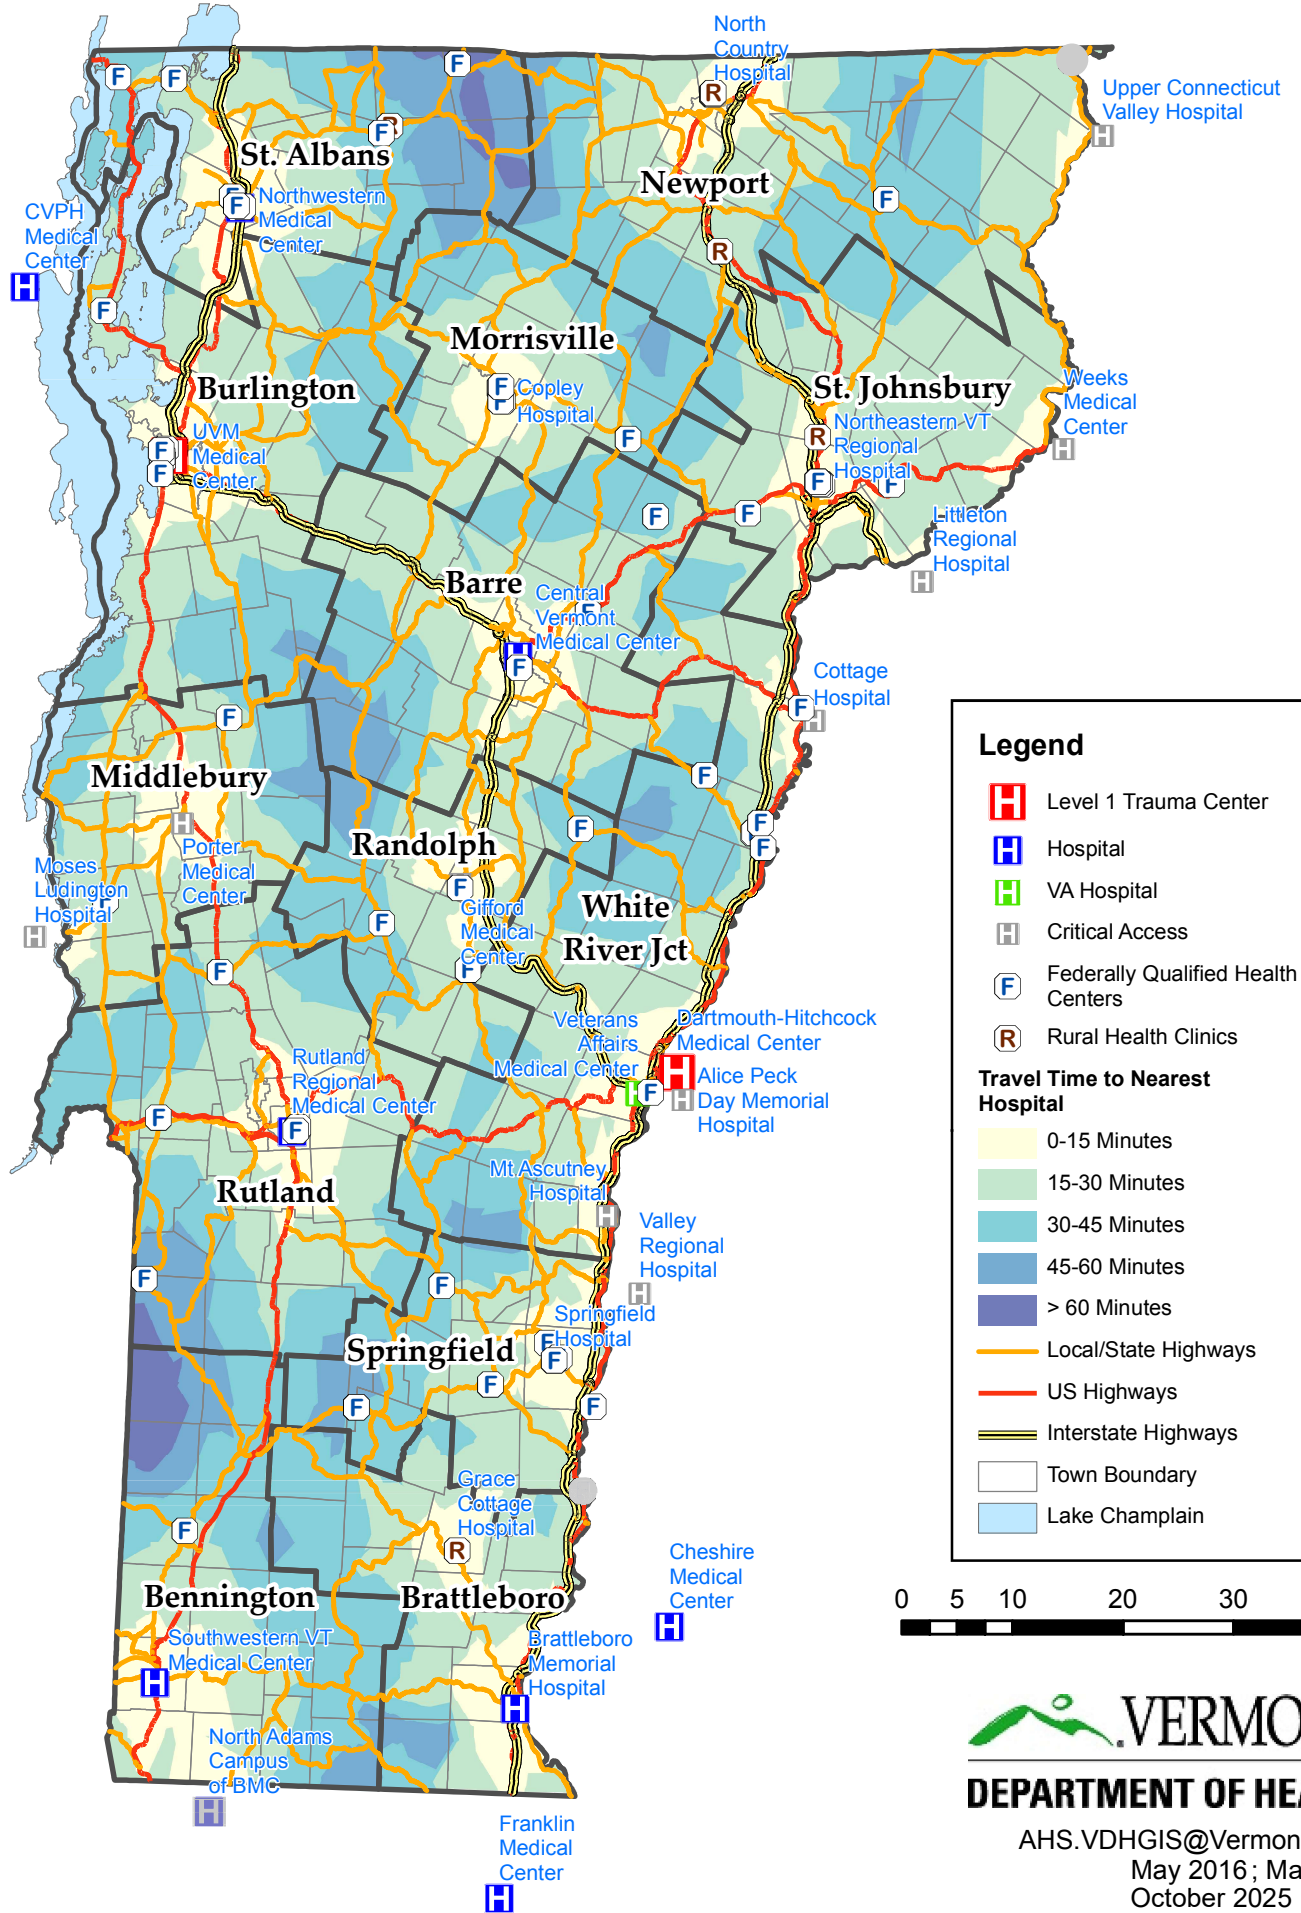 North
Country
Hospital
Upper Connecticut
Valley Hospital
St. Albans
Newport
Northwestern
Medical
Center
CVPH
Medical
Center
H
Morrisville
Copley
Hospital
Burlington
UVM
Medical
Center
St. Johnsbury
Northeastern VT
Regional
Hospital
Weeks
Medical
Center
Littleton
Regional
Hospital
Barre
Central
Vermont
Medical Center
Cottage
Hospital
Middlebury
Porter
Medical
Center
Moses
Ludington
Hospital
Randolph
Gifford
Medical
Center
White
River Jct
Veterans
Affairs
Medical Center
Dartmouth-Hitchcock
Medical Center
Alice Peck
Day Memorial
Hospital
Rutland
Regional
Medical Center
Rutland
Mt Ascutney
Hospital
Valley
Regional
Hospital
Springfield
Hospital
Springfield
Grace
Cottage
Hospital
Cheshire
Medical
Center
Bennington
Brattleboro
Southwestern VT
Medical Center
Brattleboro
Memorial
Hospital
North Adams
Campus
of BMC
Franklin
Medical
Center
Legend
H Level 1 Trauma Center
H Hospital
H VA Hospital
H Critical Access
F Federally Qualified Health
Centers
R Rural Health Clinics
Travel Time to Nearest
Hospital
0-15 Minutes
15-30 Minutes
30-45 Minutes
45-60 Minutes
> 60 Minutes
Local/State Highways
US Highways
Interstate Highways
Town Boundary
Lake Champlain
0 5 10 20 30
VERMO
DEPARTMENT OF HEA
AHS.VDHGIS@Vermon
May 2016; Ma
October 2025